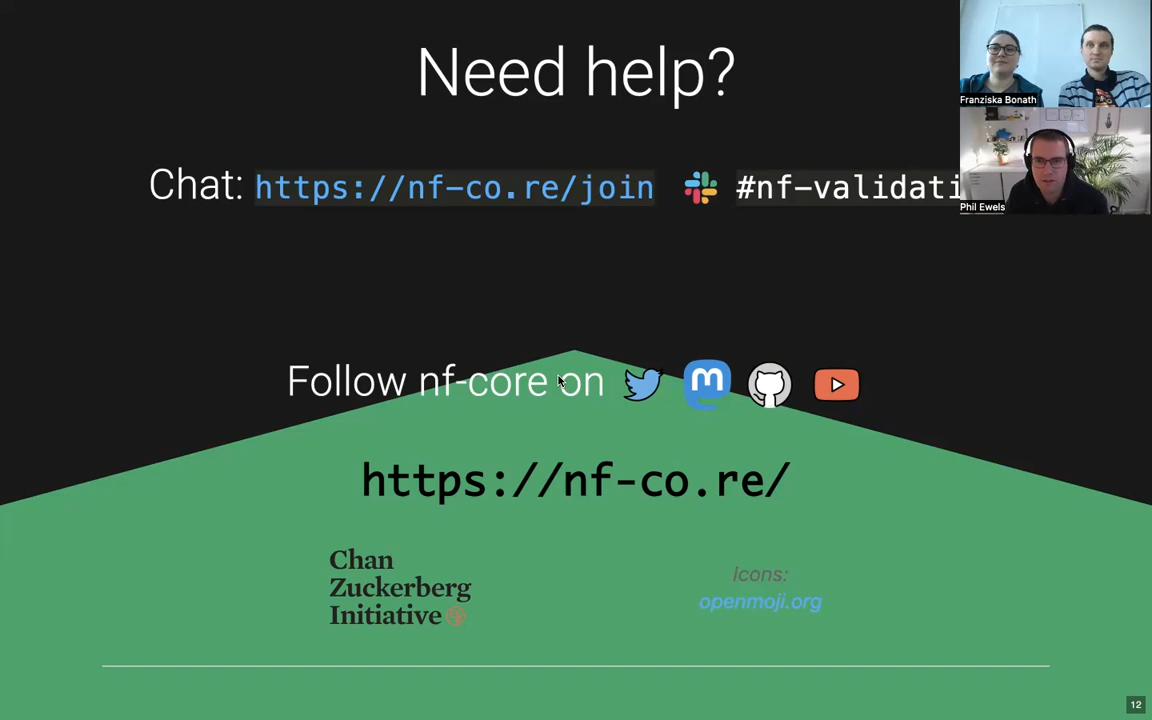 Need help?
Franziska Bonath
Chat: https://nf-co.re/join #nf-validati
Phil Ewels
Follow nf-core on
https://nf-co.re/
Chan
Zuckerberg
Initiative
Icons:
openmoji.org
12